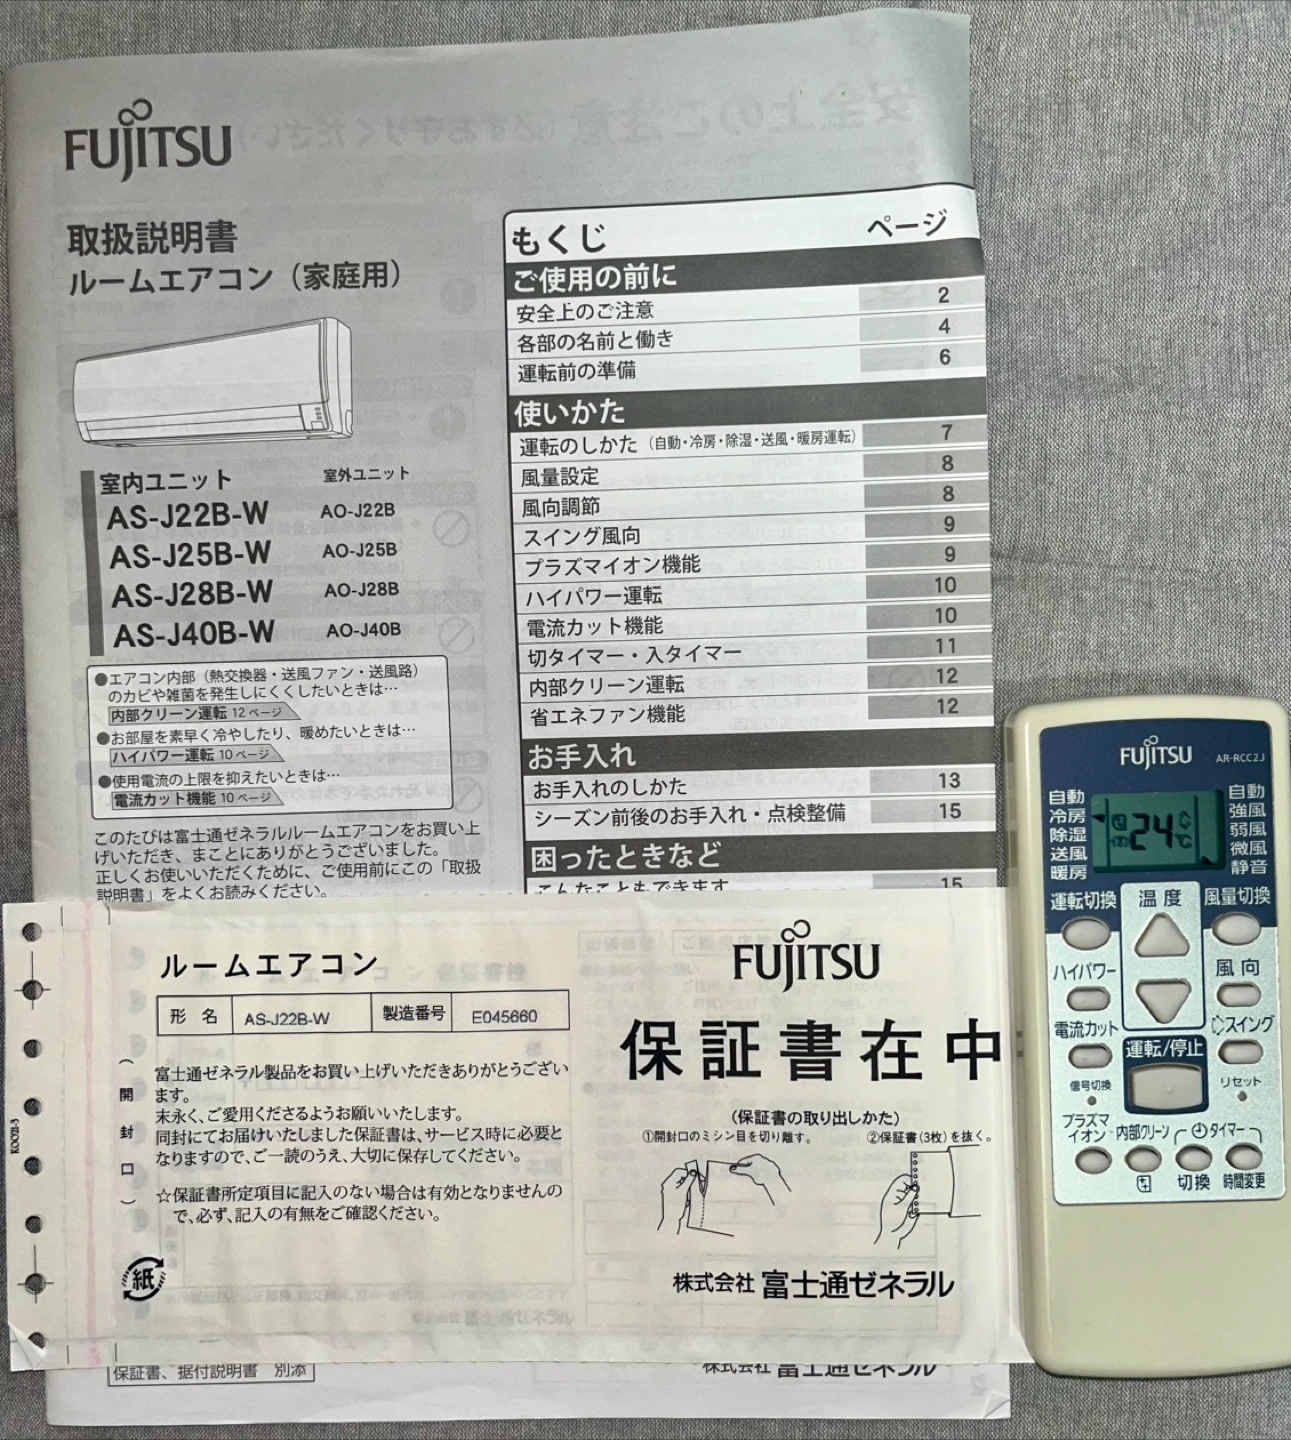 FUJITSU
取扱説明書
ルームエアコン（家庭用）
室内ユニット 室外ユニット
AS-J22B-W AO-J22B
AS-J25B-W AO-J25B
AS-J28B-W AO-J28B
AS-J40B-W AO-J40B
●エアコン内部（熱交換器・送風ファン・送風路）
のカビや雑菌を発生しにくくしたいときは…
内部クリーン運転 12ページ
●お部屋を素早く冷やしたり、暖めたいときは…
ハイパワー運転 10ページ
●使用電流の上限を抑えたいときは…
電流カット機能 10ページ
このたびは富士通ゼネラルルームエアコンをお買い上
げいただき、まことにありがとうございました。
正しくお使いいただくために、ご使用前にこの「取扱
説明書」をよくお読みください。
もくじ ページ
ご使用の前に
安全上のご注意 2
各部の名前と働き 4
運転前の準備 6
使いかた
運転のしかた（自動・冷房・除湿・送風・暖房運転） 7
風量設定 8
風向調節 8
スイング風向 9
プラズマイオン機能 9
ハイパワー運転 10
電流カット機能 10
切タイマー・入タイマー 11
内部クリーン運転 12
省エネファン機能 12
お手入れ
お手入れのしかた 13
シーズン前後のお手入れ・点検整備 15
困ったときなど
こんなこともできます 15
ルームエアコン
形 名 AS-J22B-W 製造番号 E045660
富士通ゼネラル製品をお買い上げいただきありがとうござい
ます。
末永く、ご愛用くださるようお願いいたします。
同封にてお届けいたしました保証書は、サービス時に必要と
なりますので、ご一読のうえ、大切に保存してください。
☆保証書所定項目に記入のない場合は有効となりませんの
で、必ず、記入の有無をご確認ください。
（開封口）
紙
FUJITSU
保証書在中
（保証書の取り出しかた）
①開封口のミシン目を切り離す。 ②保証書（3枚）を抜く。
株式会社 富士通ゼネラル
保証書、据付説明書 別添
株式会社 富士通ゼネラル
FUJITSU AR-RCC2J
自動
冷房
除湿
送風
暖房
24℃
自動
強風
弱風
微風
静音
運転切換 温度 風量切換
ハイパワー 風向
電流カット スイング
運転/停止
信号切換 リセット
プラズマ
イオン 内部クリーン タイマー
切換 時間変更